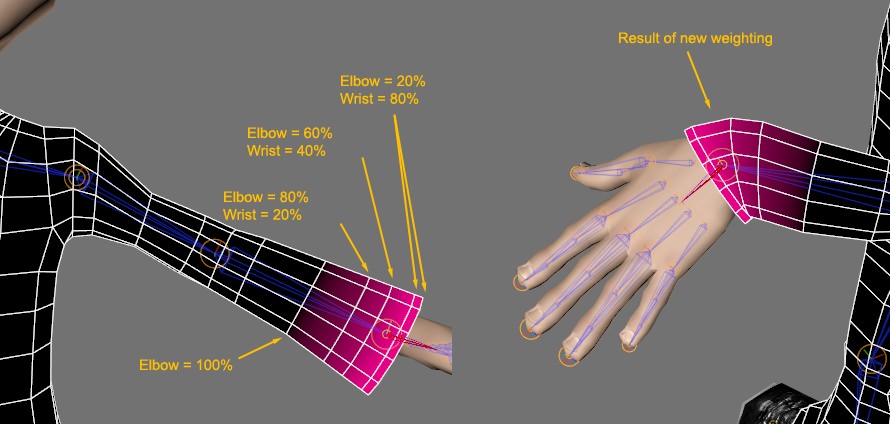 Result of new weighting
Elbow = 20%
Wrist = 80%
Elbow = 60%
Wrist = 40%
Elbow = 80%
Wrist = 20%
Elbow = 100%